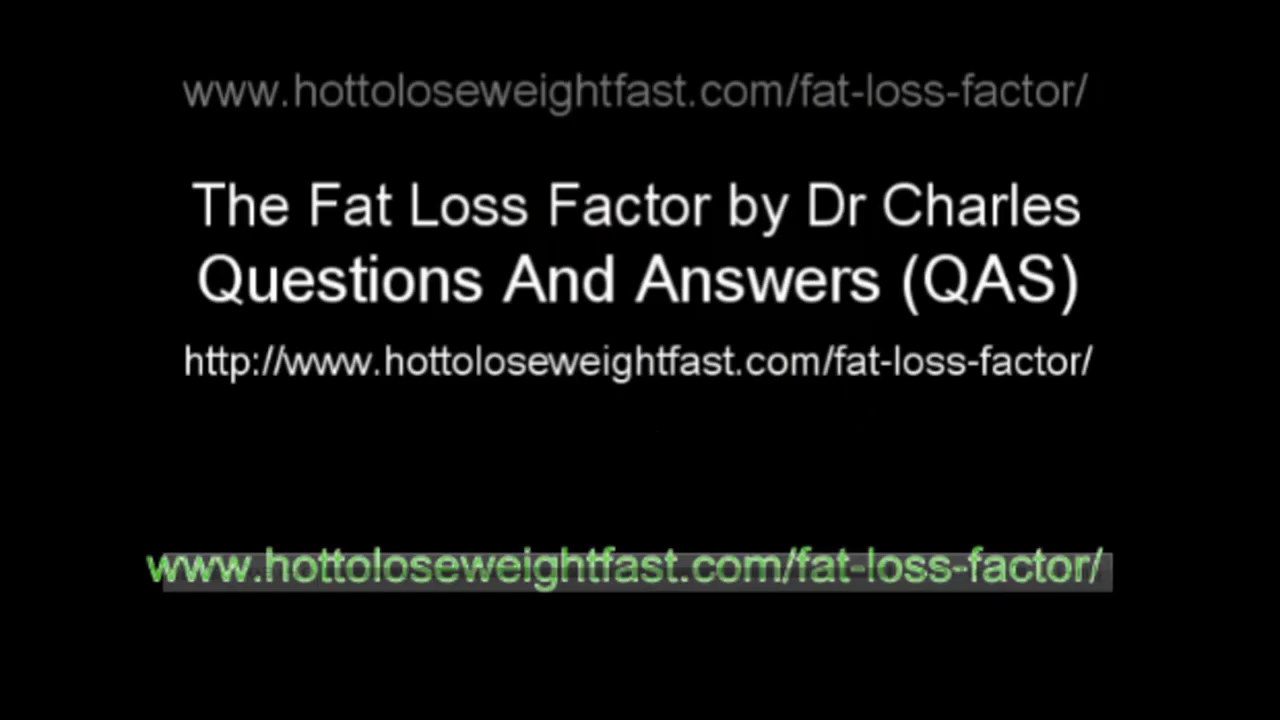 www.hottoloseweightfast.com/fat-loss-factor/
The Fat Loss Factor by Dr Charles
Questions And Answers (QAS)
http://www.hottoloseweightfast.com/fat-loss-factor/
www.hottoloseweightfast.com/fat-loss-factor/